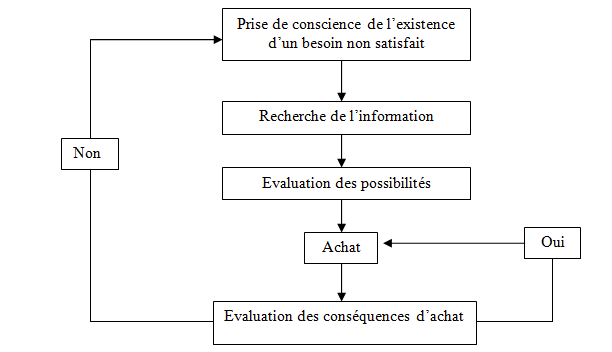 Prise de conscience de l'existence
d'un besoin non satisfait
Recherche de l'information
Non
Evaluation des possibilités
Achat
Oui
Evaluation des conséquences d'achat